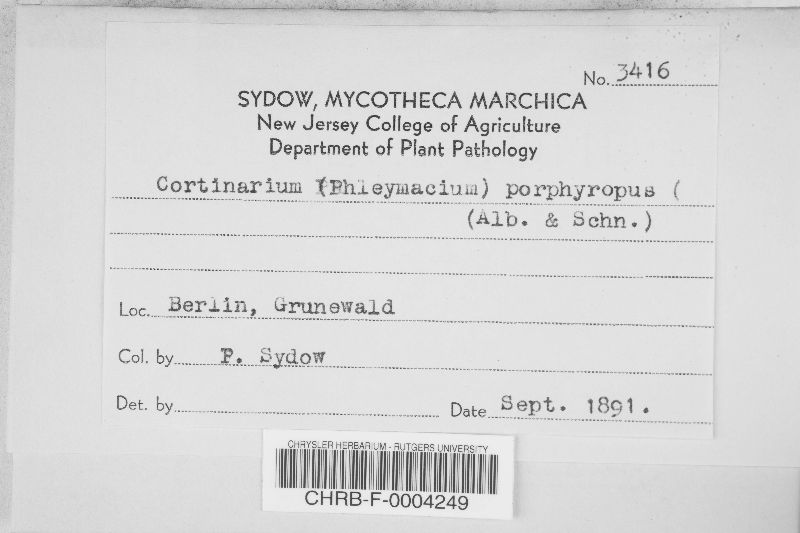 No. 3416
SYDOW, MYCOTHECA MARCHICA
New Jersey College of Agriculture
Department of Plant Pathology
Cortinarium (Phleymacium) porphyropus (
(Alb. & Schn.)
Loc. Berlin, Grunewald
Col. by P. Sydow
Det. by
Date Sept. 1891.
CHRYSLER HERBARIUM - RUTGERS UNIVERSITY
CHRB-F-0004249